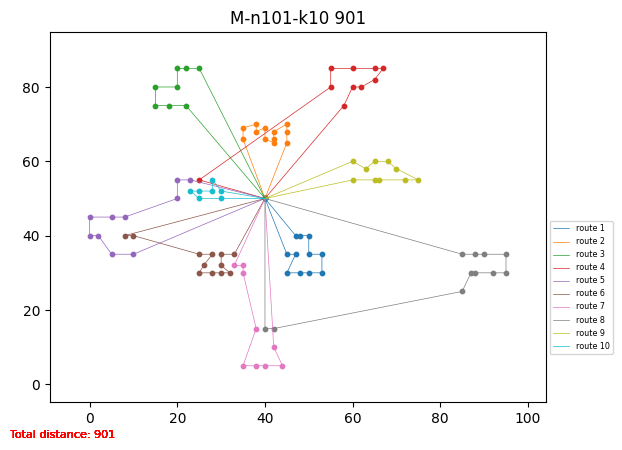 M-n101-k10 901
80
60
40
20
0
0 20 40 60 80 100
route 1
route 2
route 3
route 4
route 5
route 6
route 7
route 8
route 9
route 10
Total distance: 901